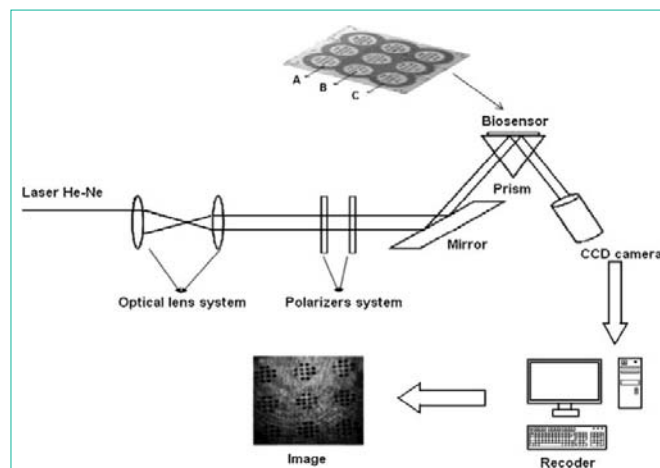 A
B
C
Biosensor
Laser He-Ne
Prism
Mirror
CCD camera
Optical lens system
Polarizers system
Image
Recoder